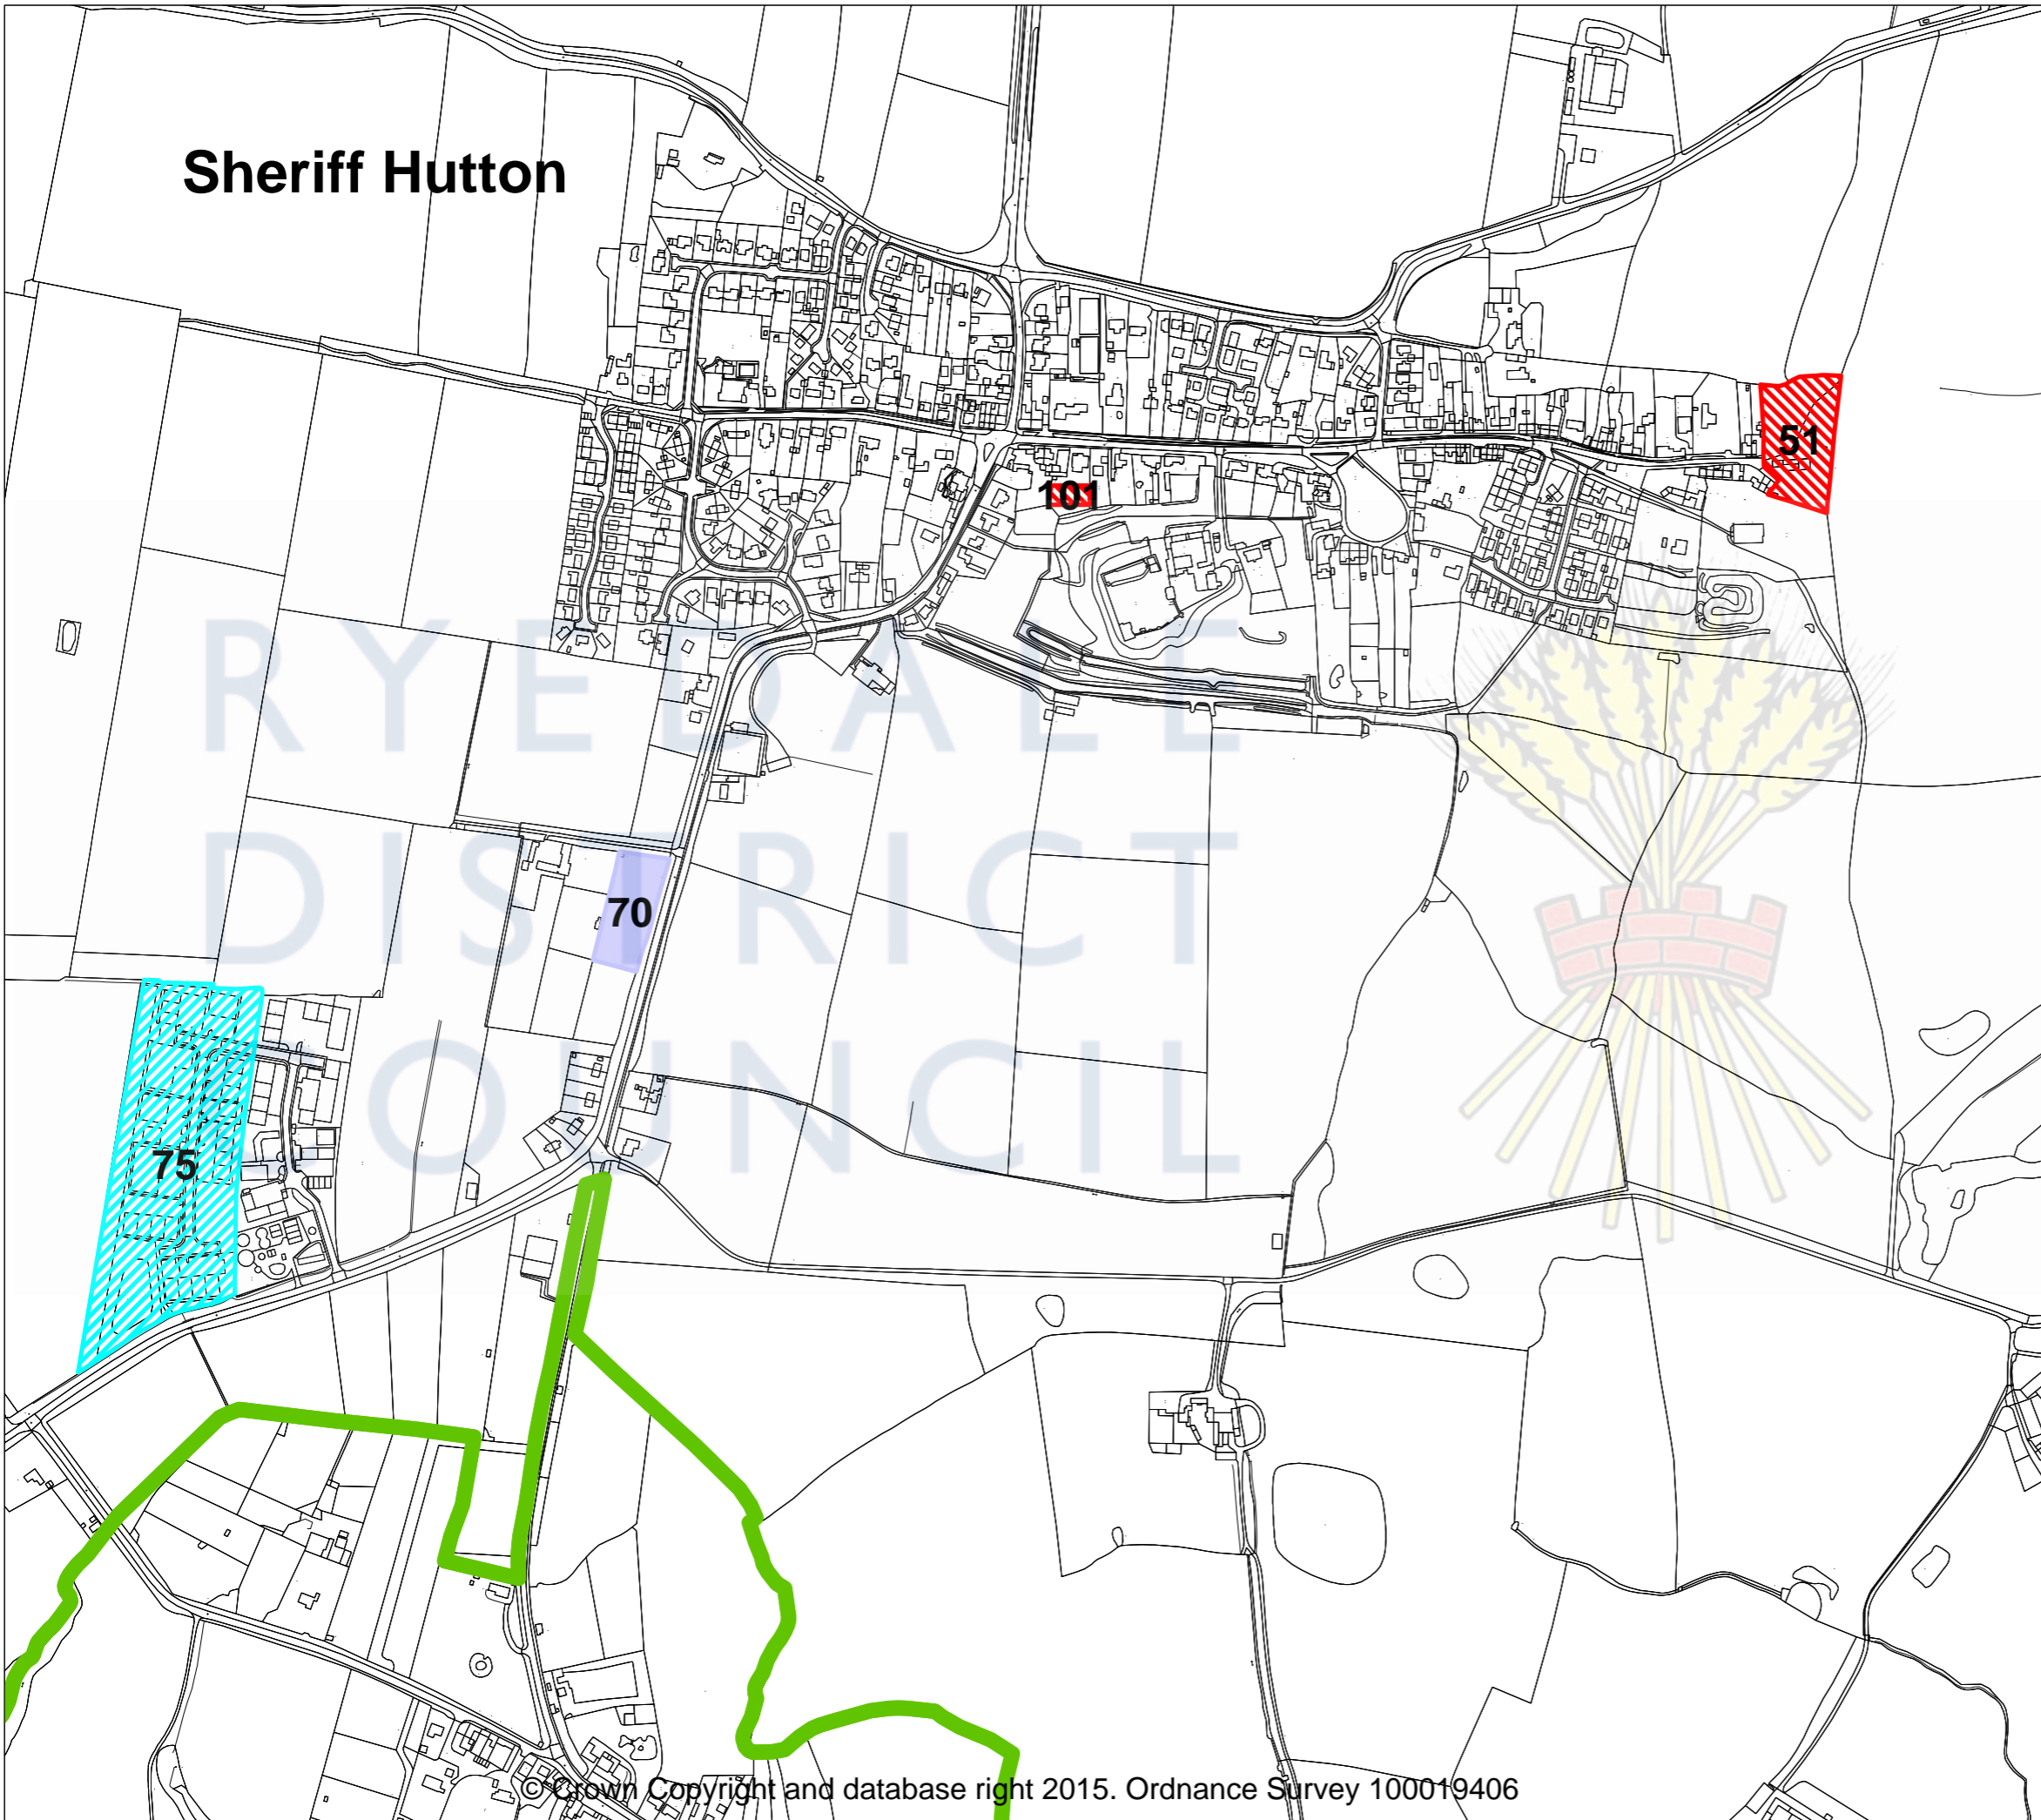 Sheriff Hutton
51
101
RYEDALE
DISTRICT
70
COUNCIL
75
© Crown Copyright and database right 2015. Ordnance Survey 100019406